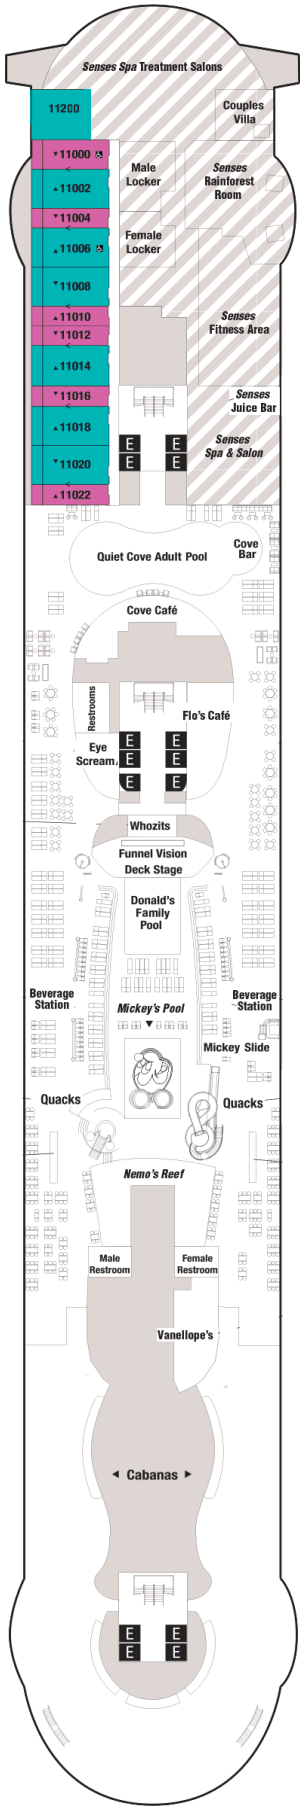 Senses Spa Treatment Salons
11200
Couples
Villa
▼11000
Male
Locker
Senses
Rainforest
Room
▲11002
▼11004
Female
Locker
▲11006
▼11008
▲11010
Senses
Fitness Area
▼11012
▲11014
▼11016
Senses
Juice Bar
▲11018
E E
Senses
Spa & Salon
E E
▼11020
▲11022
Quiet Cove Adult Pool
Cove
Bar
Cove Café
Restrooms
Flo's Café
Eye
Scream
E E
E E
E E
Whozits
Funnel Vision
Deck Stage
Donald's
Family
Pool
Beverage
Station
Mickey's Pool
▼
Beverage
Station
Mickey Slide
Quacks
Quacks
Nemo's Reef
Male
Restroom
Female
Restroom
Vanellope's
◄ Cabanas ►
E E
E E